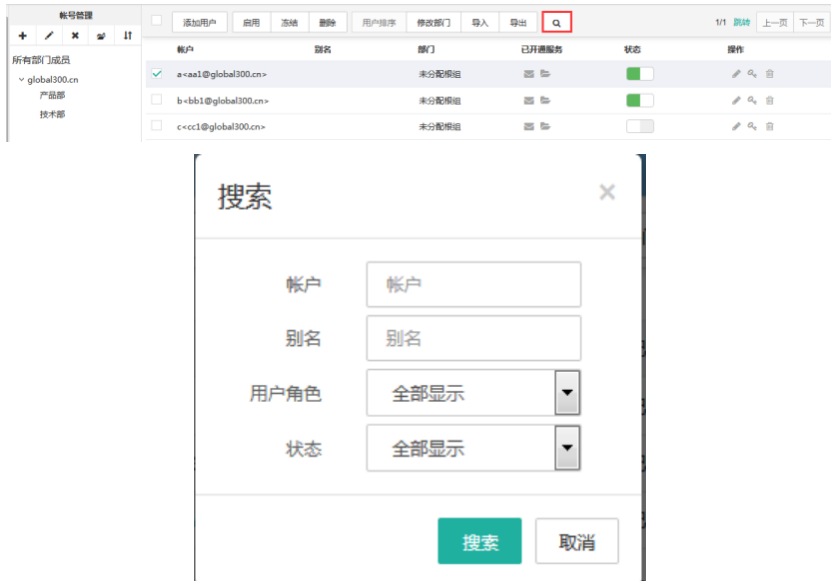 帐号管理
添加用户 启用 冻结 删除 用户排序 修改部门 导入 导出 1/1 跳转 上一页 下一页
帐户 别名 部门 已开通服务 状态 操作
所有部门成员
global300.cn
产品部
技术部
a<aa1@global300.cn> 未分配根组
b<bb1@global300.cn> 未分配根组
c<cc1@global300.cn> 未分配根组
搜索 ×
帐户 帐户
别名 别名
用户角色 全部显示
状态 全部显示
搜索 取消